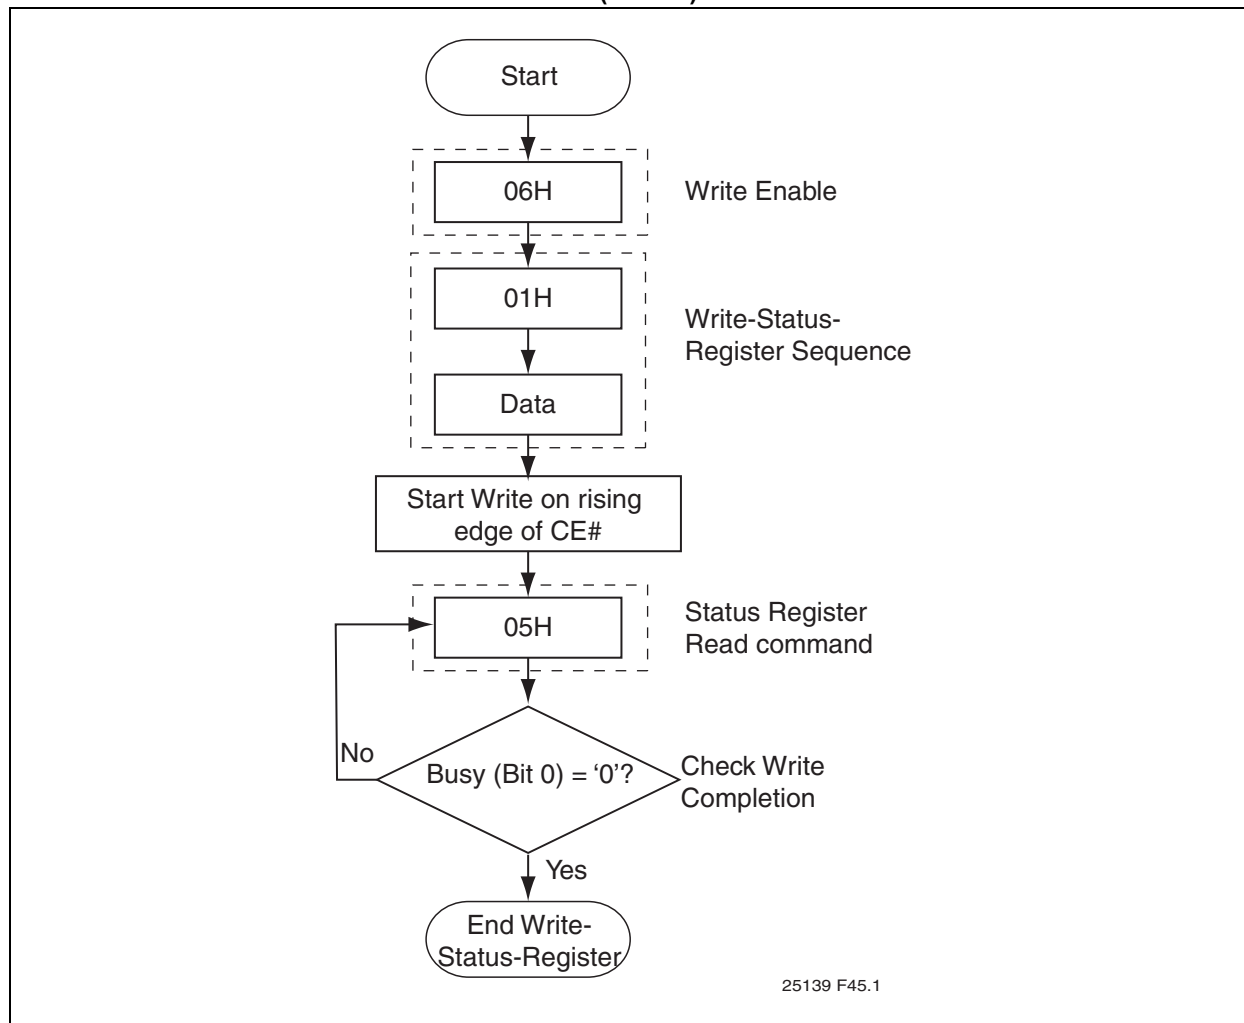 Start
06H
Write Enable
01H
Write-Status-
Register Sequence
Data
Start Write on rising
edge of CE#
05H
Status Register
Read command
No
Busy (Bit 0) = ‘0’?
Check Write
Completion
Yes
End Write-
Status-Register
25139 F45.1